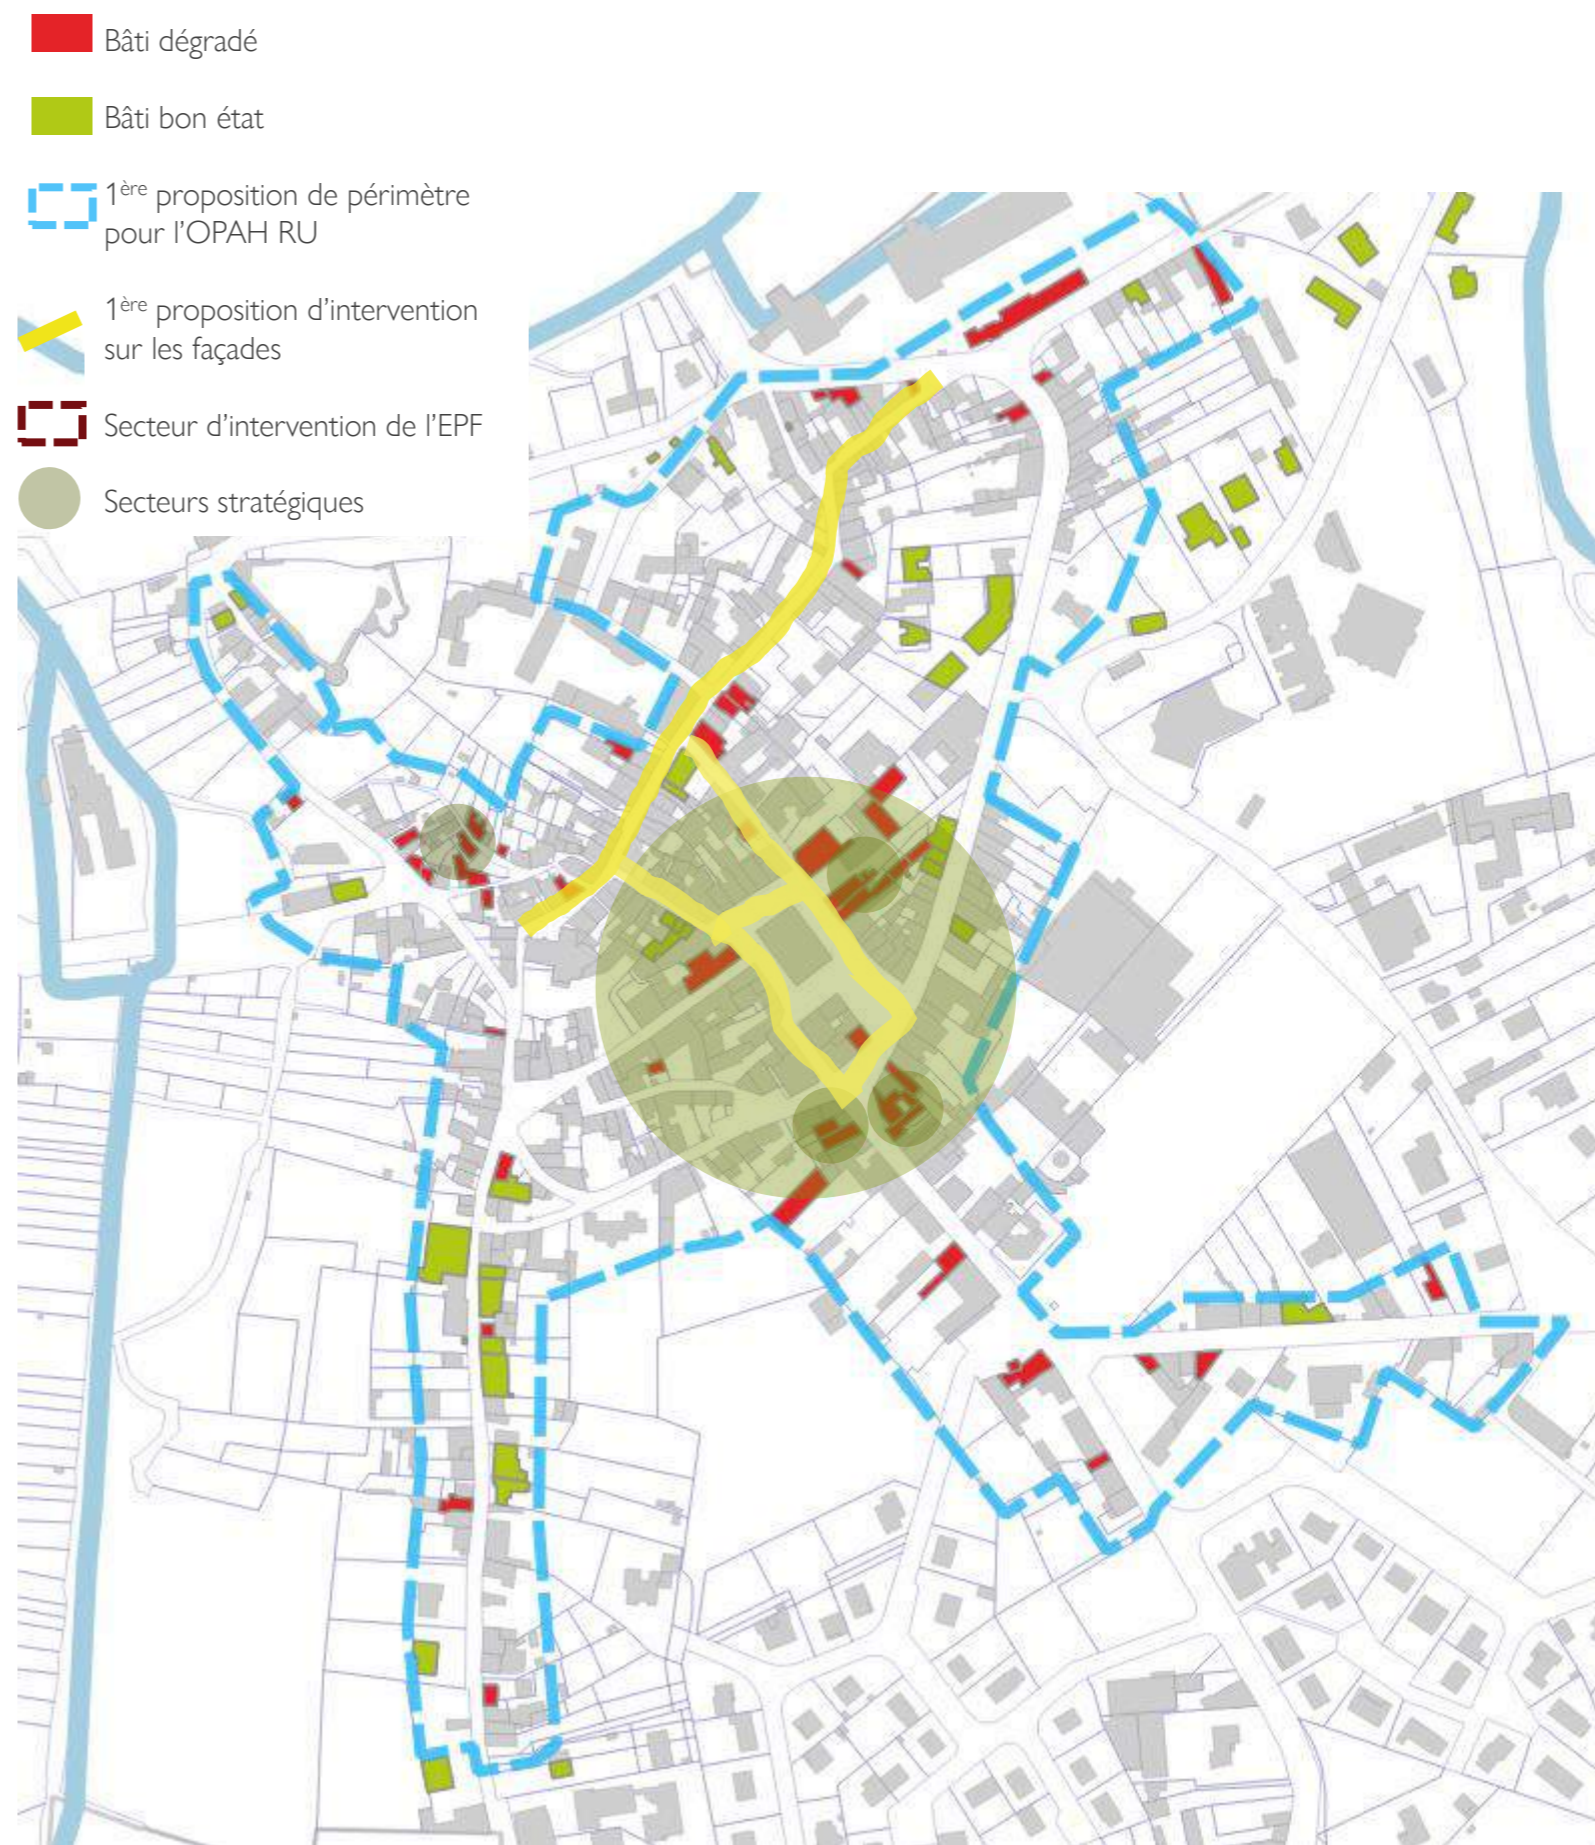 Bâti dégradé
Bâti bon état
1ère proposition de périmètre
pour l'OPAH RU
1ère proposition d'intervention
sur les façades
Secteur d'intervention de l'EPF
Secteurs stratégiques